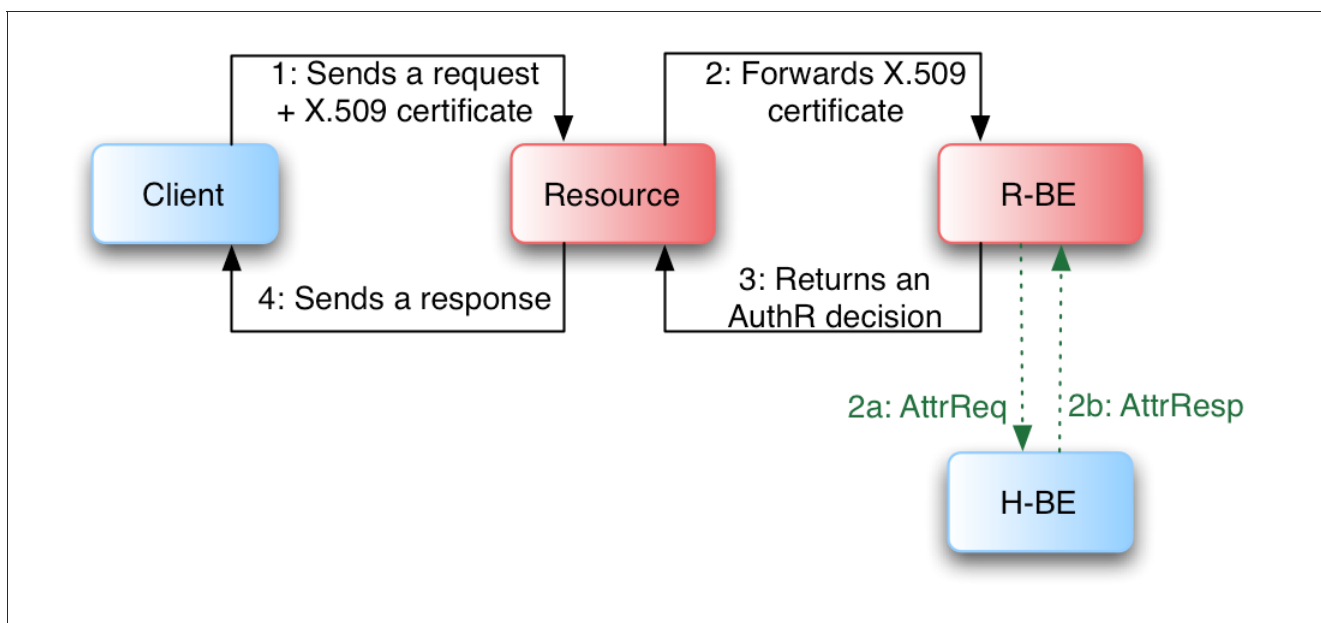 1: Sends a request
+ X.509 certificate
2: Forwards X.509
certificate
Client
Resource
R-BE
4: Sends a response
3: Returns an
AuthR decision
2a: AttrReq
2b: AttrResp
H-BE